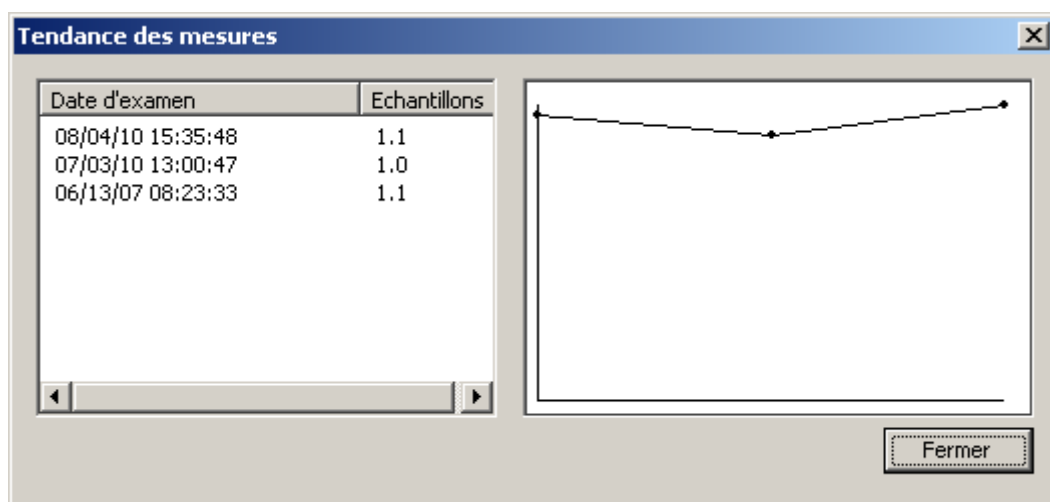 Tendance des mesures
Date d'examen Echantillons
08/04/10 15:35:48 1.1
07/03/10 13:00:47 1.0
06/13/07 08:23:33 1.1
Fermer